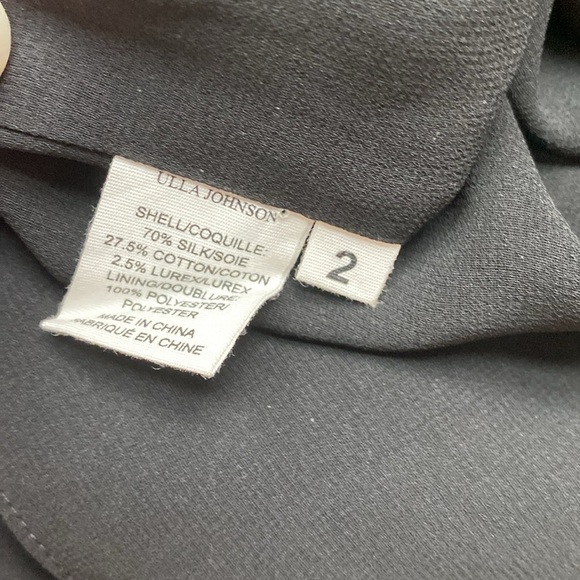 ULLA JOHNSON
SHELL/COQUILLE:
70% SILK/SOIE
27.5% COTTON/COTON
2.5% LUREX/LUREX
LINING/DOUBLURE:
100% POLYESTER/
POLYESTER
MADE IN CHINA
FABRIQUÉ EN CHINE
2